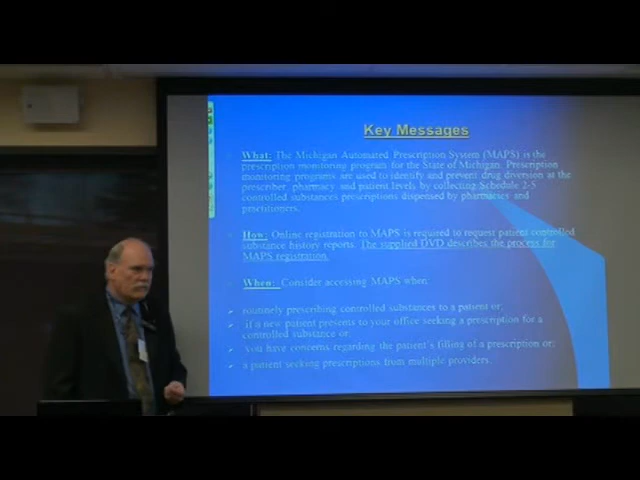 Key Messages
What: The Michigan Automated Prescription System (MAPS) is the
prescription monitoring program for the State of Michigan. Prescription
monitoring programs are used to identify and prevent drug diversion at the
prescriber, pharmacy and patient levels by collecting Schedule 2-5
controlled substances prescriptions dispensed by pharmacies and
practitioners.
How: Online registration to MAPS is required to request patient controlled
substance history reports. The supplied DVD describes the process for
MAPS registration.
When: Consider accessing MAPS when:
routinely prescribing controlled substances to a patient or;
if a new patient presents to your office seeking a prescription for a
controlled substance or;
you have concerns regarding the patient's filling of a prescription or;
a patient seeking prescriptions from multiple providers.